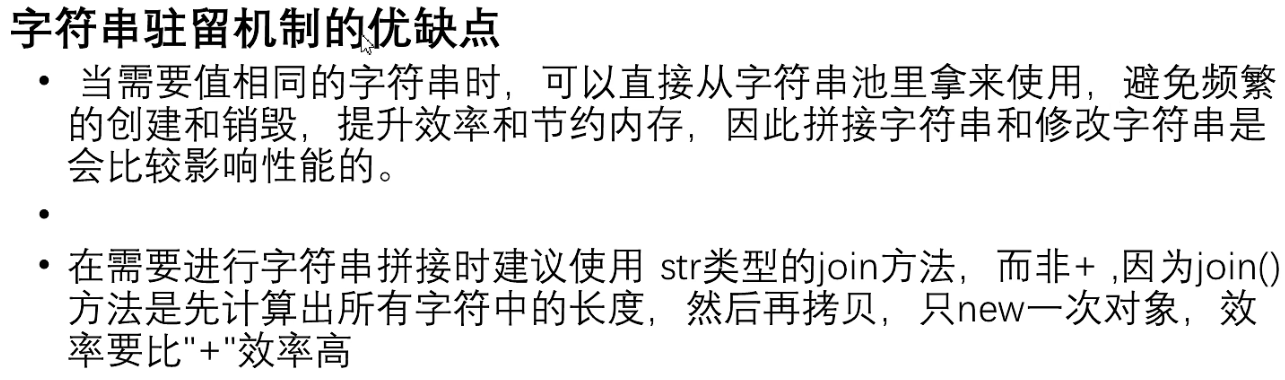 字符串驻留机制的优缺点
• 当需要值相同的字符串时，可以直接从字符串池里拿来使用，避免频繁
的创建和销毁，提升效率和节约内存，因此拼接字符串和修改字符串是
会比较影响性能的。
•
• 在需要进行字符串拼接时建议使用 str类型的join方法，而非+ ,因为join()
方法是先计算出所有字符中的长度，然后再拷贝，只new一次对象，效
率要比"+"效率高